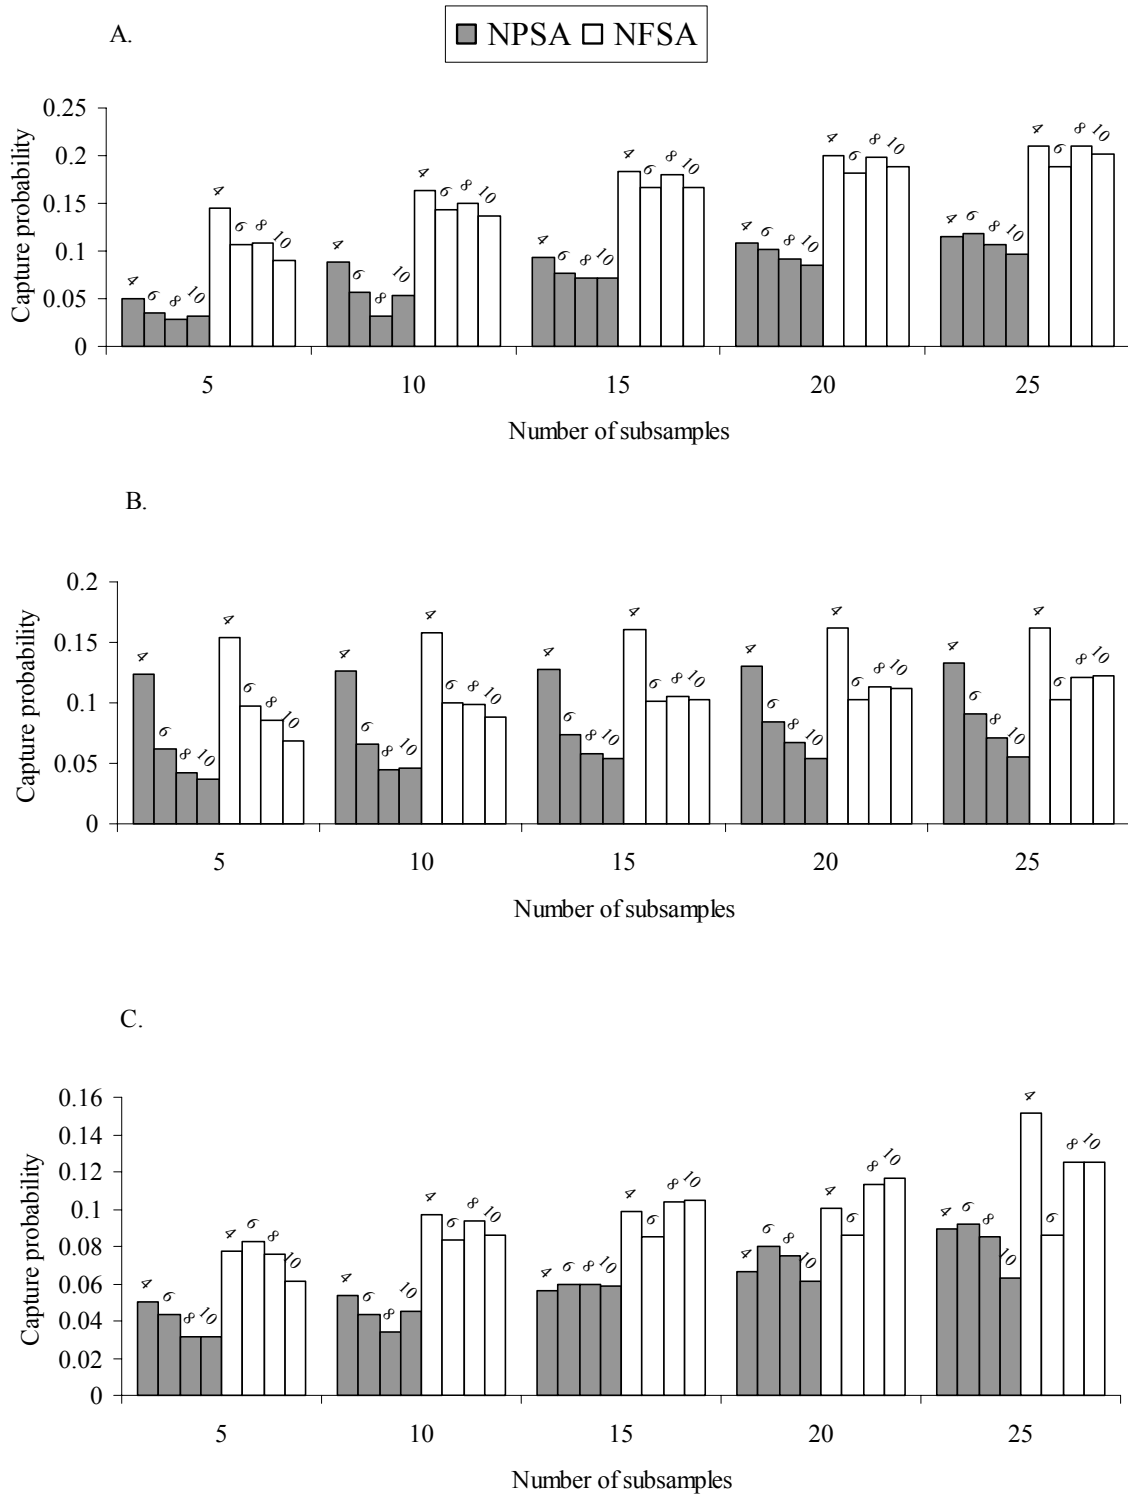 A.
NPSA NFSA
Capture probability
0.25
0.2
0.15
0.1
0.05
0
4 6 8 10 4 6 8 10
4 6 8 10 4 6 8 10
4 6 8 10 4 6 8 10
4 6 8 10 4 6 8 10
4 6 8 10 4 6 8 10
5 10 15 20 25
Number of subsamples
B.
Capture probability
0.2
0.15
0.1
0.05
0
4 6 8 10 4 6 8 10
4 6 8 10 4 6 8 10
4 6 8 10 4 6 8 10
4 6 8 10 4 6 8 10
4 6 8 10 4 6 8 10
5 10 15 20 25
Number of subsamples
C.
Capture probability
0.16
0.14
0.12
0.1
0.08
0.06
0.04
0.02
0
4 6 8 10 4 6 8 10
4 6 8 10 4 6 8 10
4 6 8 10 4 6 8 10
4 6 8 10 4 6 8 10
4 6 8 10 4 6 8 10
5 10 15 20 25
Number of subsamples